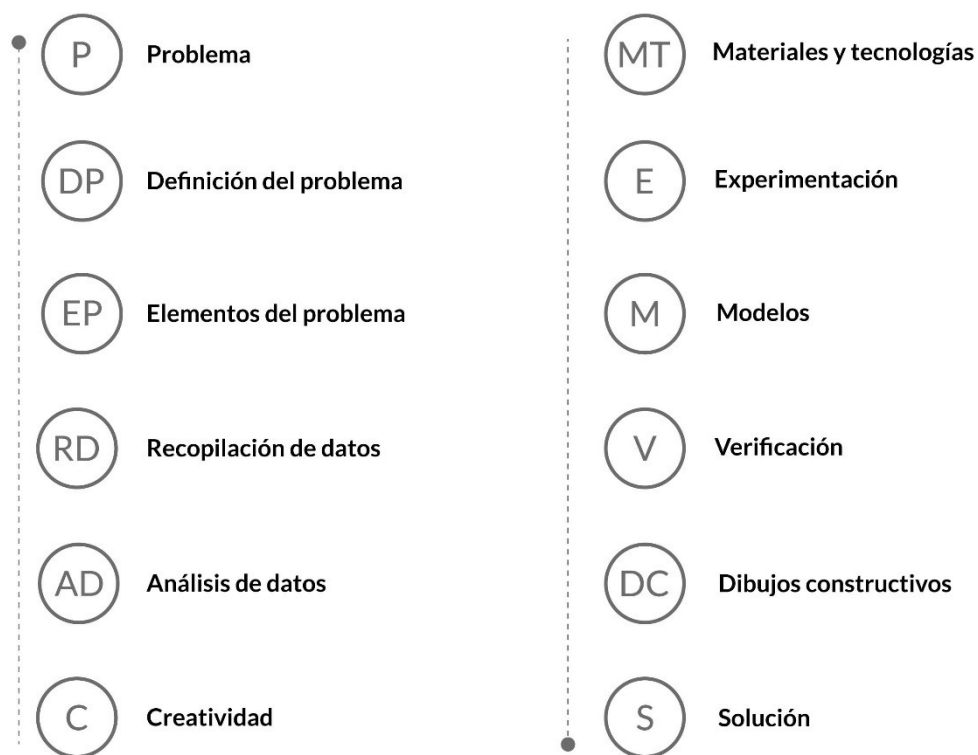 P Problema
DP Definición del problema
EP Elementos del problema
RD Recopilación de datos
AD Análisis de datos
C Creatividad
MT Materiales y tecnologías
E Experimentación
M Modelos
V Verificación
DC Dibujos constructivos
S Solución